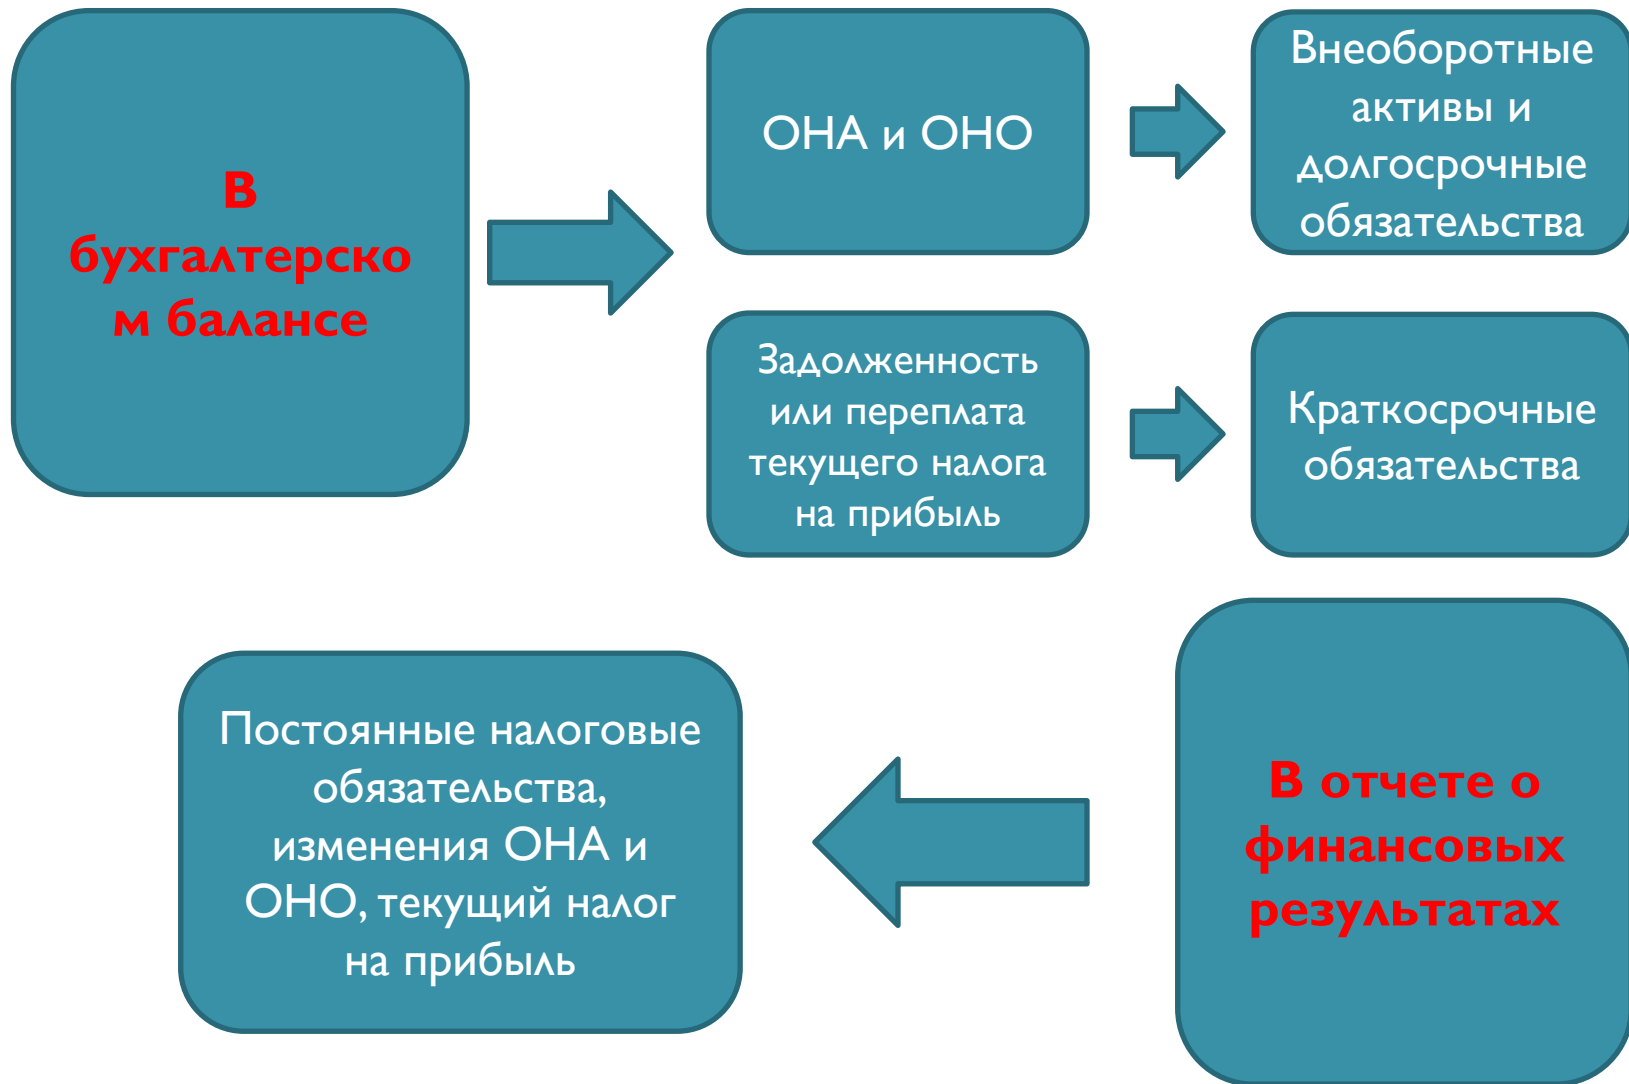 В
бухгалтерско
м балансе
ОНА и ОНО
Внеоборотные
активы и
долгосрочные
обязательства
Задолженность
или переплата
текущего налога
на прибыль
Краткосрочные
обязательства
Постоянные налоговые
обязательства,
изменения ОНА и
ОНО, текущий налог
на прибыль
В отчете о
финансовых
результатах